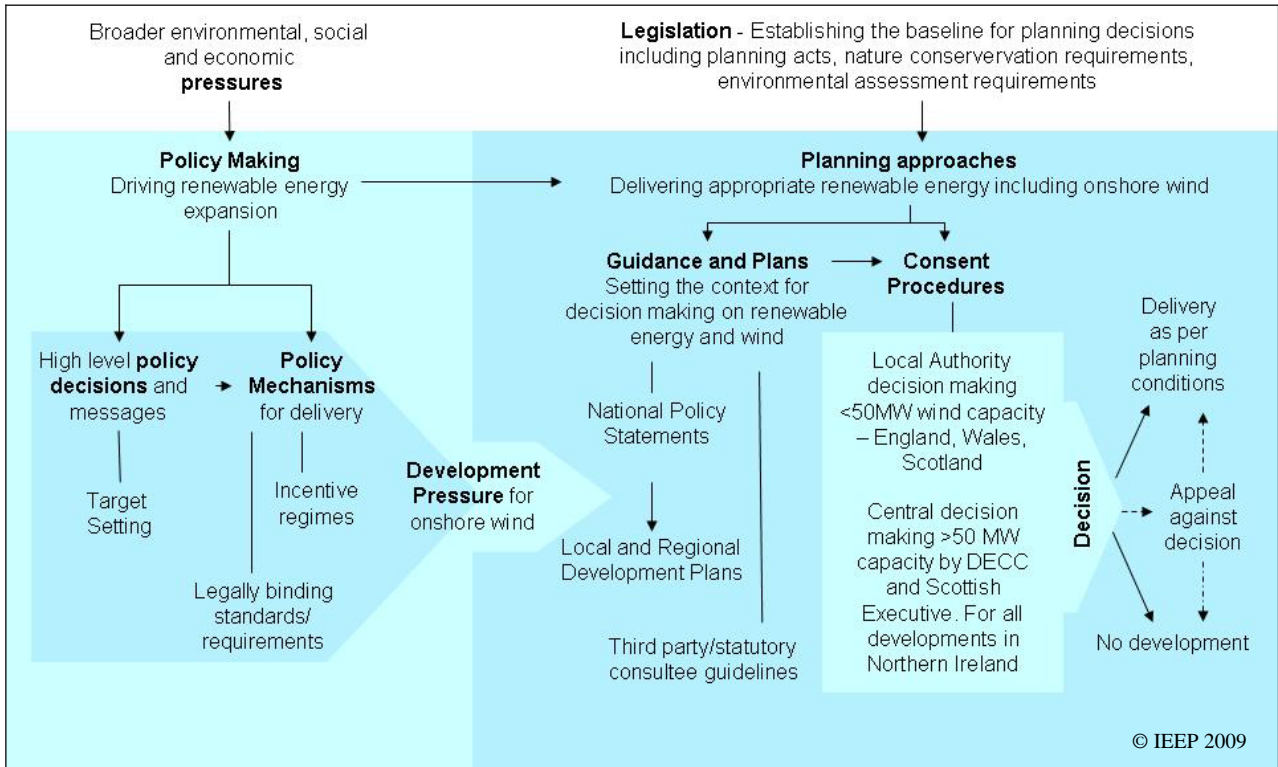 Broader environmental, social
and economic
pressures
Legislation - Establishing the baseline for planning decisions
including planning acts, nature conservervation requirements,
environmental assessment requirements
Policy Making
Driving renewable energy
expansion
Planning approaches
Delivering appropriate renewable energy including onshore wind
High level policy
decisions and
messages
Policy
Mechanisms
for delivery
Target
Setting
Incentive
regimes
Legally binding
standards/
requirements
Development
Pressure for
onshore wind
Guidance and Plans
Setting the context for
decision making on renewable
energy and wind
National Policy
Statements
Local and Regional
Development Plans
Third party/statutory
consultee guidelines
Consent
Procedures
Local Authority
decision making
<50MW wind capacity
– England, Wales,
Scotland
Central decision
making >50 MW
capacity by DECC
and Scottish
Executive. For all
developments in
Northern Ireland
Decision
Delivery
as per
planning
conditions
Appeal
against
decision
No development
© IEEP 2009